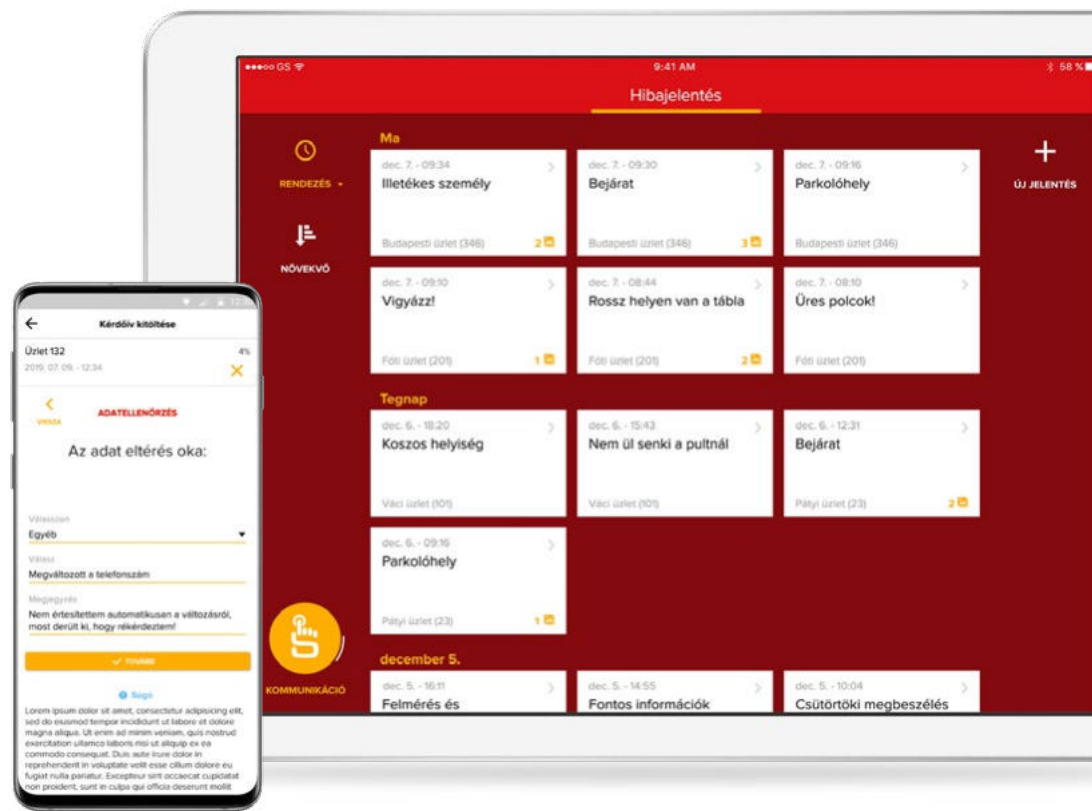 GS
9:41 AM
58 %
Hibajelentés
RENDEZÉS
NÖVEKVŐ
KOMMUNIKÁCIÓ
Ma
dec. 7. - 09:34
Illetékes személy
Budapesti üzlet (346)
2
dec. 7. - 09:30
Bejárat
Budapesti üzlet (346)
3
dec. 7. - 09:16
Parkolóhely
Budapesti üzlet (346)
dec. 7. - 09:10
Vigyázz!
Fóti üzlet (201)
1
dec. 7. - 08:44
Rossz helyen van a tábla
Fóti üzlet (201)
2
dec. 7. - 08:10
Üres polcok!
Fóti üzlet (201)
Tegnap
dec. 6. - 18:20
Koszos helyiség
Váci üzlet (101)
dec. 6. - 15:43
Nem ül senki a pultnál
Váci üzlet (101)
dec. 6. - 12:31
Bejárat
Pátyi üzlet (23)
2
dec. 6. - 09:16
Parkolóhely
Pátyi üzlet (23)
1
december 5.
dec. 5. - 16:11
Felmérés és
dec. 5. - 14:55
Fontos információk
dec. 5. - 10:04
Csütörtöki megbeszélés
ÚJ JELENTÉS
12:30
Kérdőív kitöltése
Üzlet 132
4%
2019. 07. 09. - 12:34
VISSZA
ADATELLENŐRZÉS
Az adat eltérés oka:
Válasszon
Egyéb
Válasz
Megváltozott a telefonszám
Megjegyzés
Nem értesítettem automatikusan a változásról,
most derült ki, hogy rékérdeztem!
TOVÁBB
Súgó
Lorem ipsum dolor sit amet, consectetur adipisicing elit,
sed do eiusmod tempor incididunt ut labore et dolore
magna aliqua. Ut enim ad minim veniam, quis nostrud
exercitation ullamco laboris nisi ut aliquip ex ea
commodo consequat. Duis aute irure dolor in
reprehenderit in voluptate velit esse cillum dolore eu
fugiat nulla pariatur. Excepteur sint occaecat cupidatat
non proident, sunt in culpa qui officia deserunt mollit